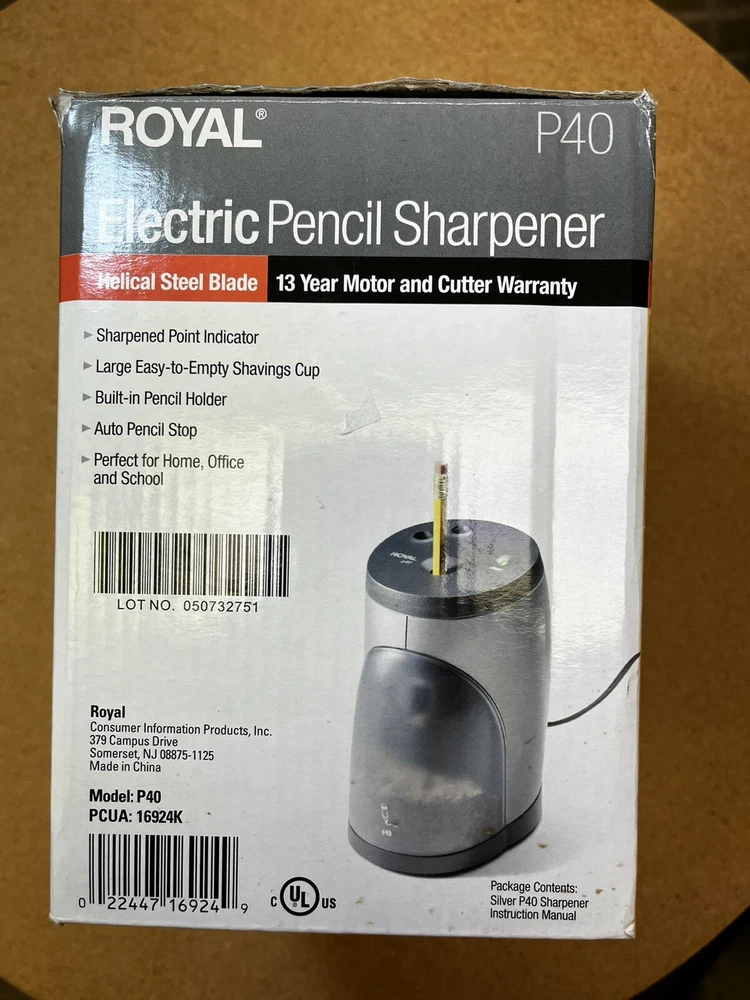 ROYAL®
P40
Electric Pencil Sharpener
Helical Steel Blade
13 Year Motor and Cutter Warranty
Sharpened Point Indicator
Large Easy-to-Empty Shavings Cup
Built-in Pencil Holder
Auto Pencil Stop
Perfect for Home, Office
and School
ROYAL
P40
LOT NO. 050732751
Royal
Consumer Information Products, Inc.
379 Campus Drive
Somerset, NJ 08875-1125
Made in China
Model: P40
PCUA: 16924K
0 22447 16924 9
C UL US
Package Contents:
Silver P40 Sharpener
Instruction Manual